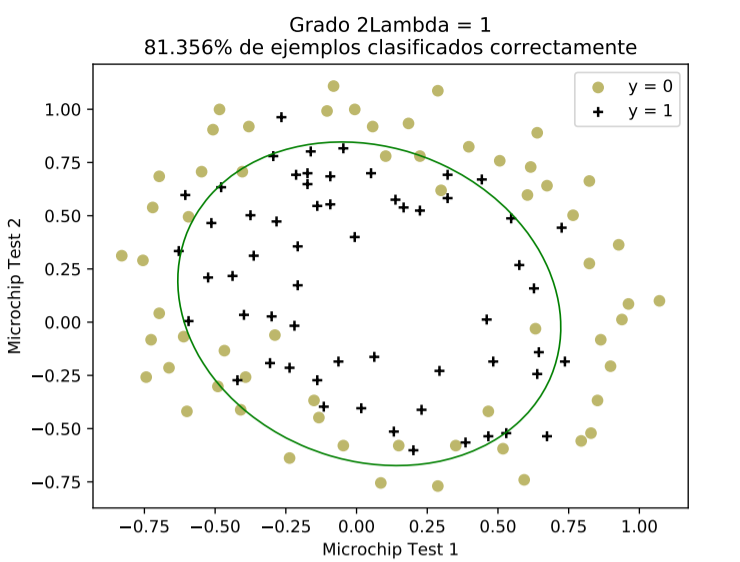 Grado 2Lambda = 1
81.356% de ejemplos clasificados correctamente
y = 0
y = 1
1.00
0.75
0.50
0.25
0.00
−0.25
−0.50
−0.75
Microchip Test 2
−0.75
−0.50
−0.25
0.00
0.25
0.50
0.75
1.00
Microchip Test 1